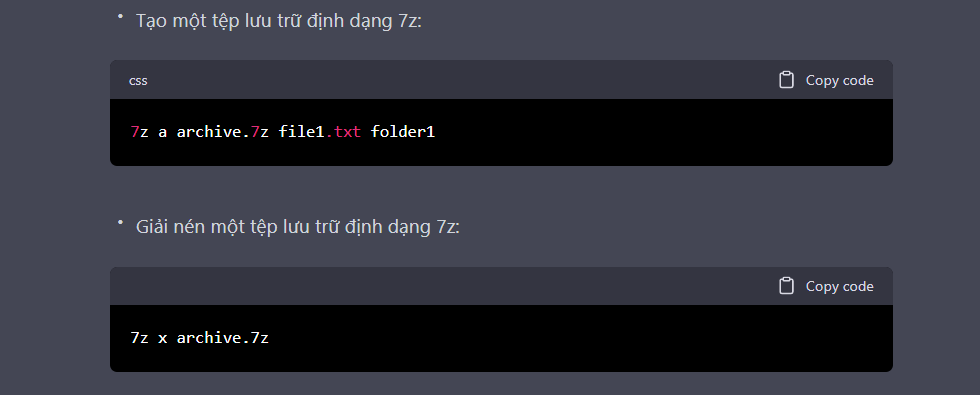 • Tạo một tệp lưu trữ định dạng 7z:
css Copy code
7z a archive.7z file1.txt folder1
• Giải nén một tệp lưu trữ định dạng 7z:
Copy code
7z x archive.7z